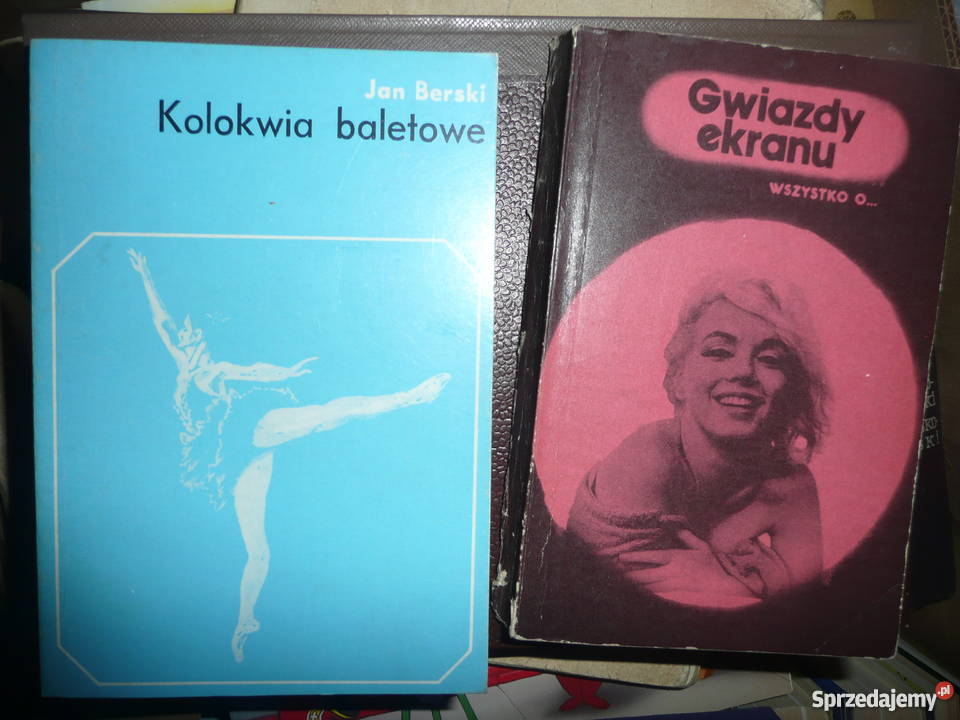 Jan Berski
Kolokwia baletowe
Gwiazdy
ekranu
WSZYSTKO O...
Sprzedajemy.pl